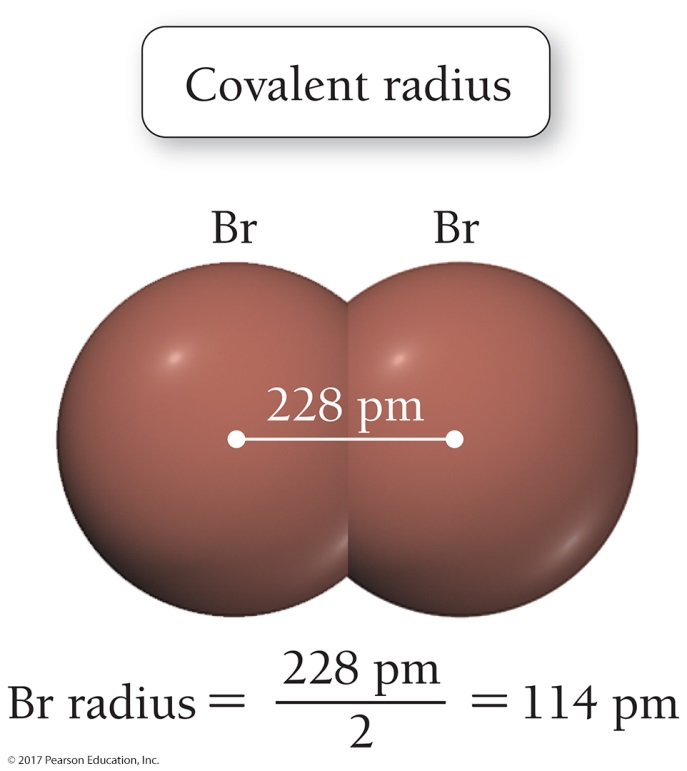 Covalent radius
Br Br
228 pm
Br radius = 228 pm / 2 = 114 pm
© 2017 Pearson Education, Inc.